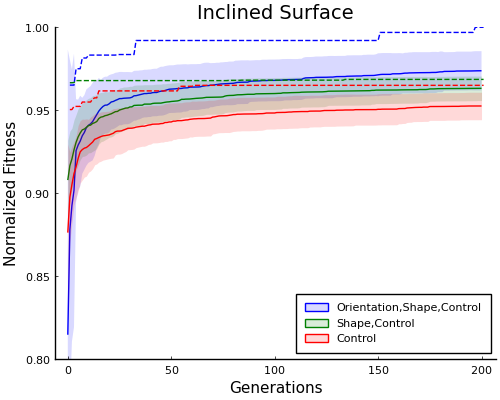 Inclined Surface
Normalized Fitness
1.00
0.95
0.90
0.85
0.80
0
50
100
150
200
Generations
Orientation,Shape,Control
Shape,Control
Control